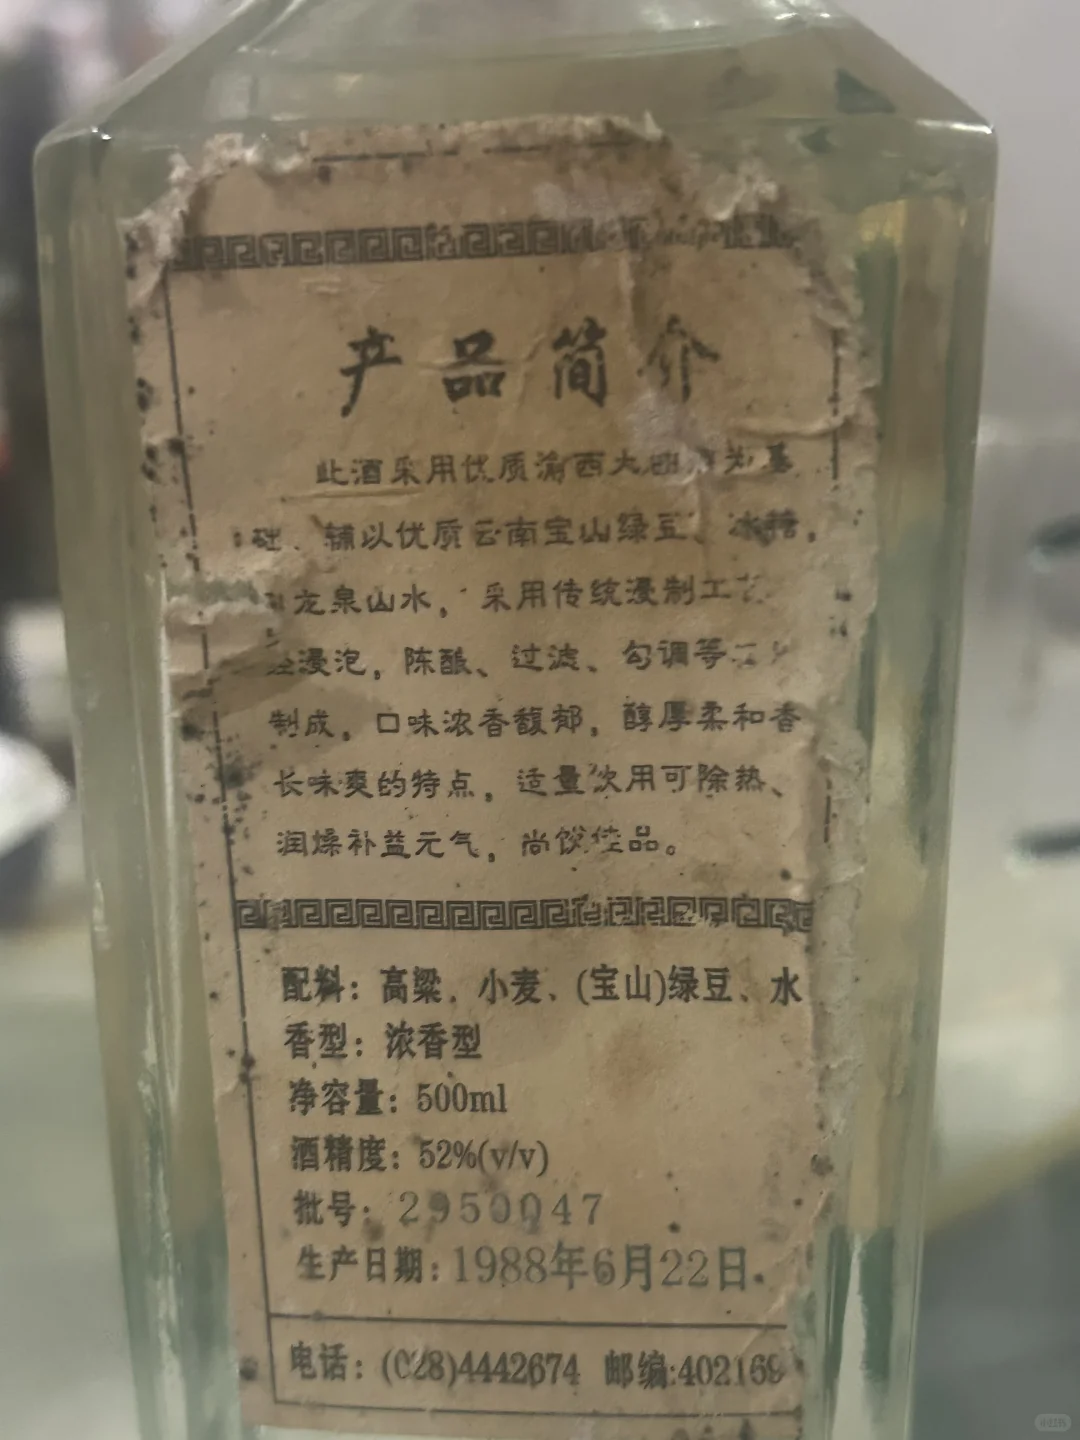 产品简介
此酒采用优质渝西大曲酒为基
础、辅以优质云南宝山绿豆、冰糖,
龙泉山水,采用传统浸制工艺
经浸泡,陈酿、过滤、勾调等工
制成,口味浓香馥郁,醇厚柔和香
长味爽的特点,适量饮用可除热、
润燥补益元气,尚饮佳品。
配料:高粱、小麦、(宝山)绿豆、水
香型:浓香型
净容量:500ml
酒精度:52%(v/v)
批号:2950047
生产日期:1988年6月22日.
电话:(028)4442674 邮编:402169